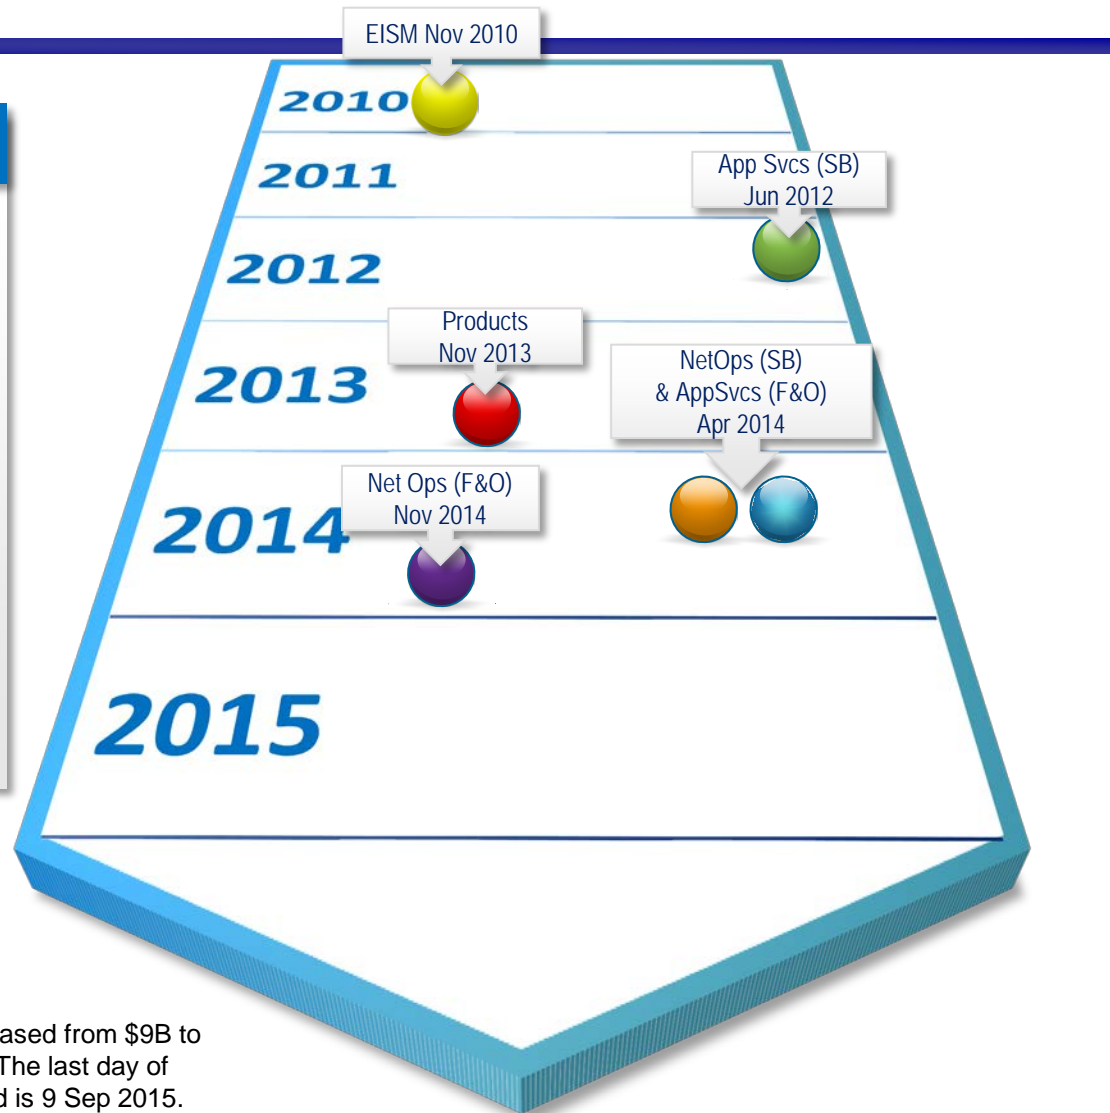 EISM Nov 2010
2010
2011
App Svcs (SB)
Jun 2012
2012
Products
Nov 2013
2013
NetOps (SB)
& AppSvcs (F&O)
Apr 2014
Net Ops (F&O)
Nov 2014
2014
2015
ased from $9B to
The last day of
d is 9 Sep 2015.